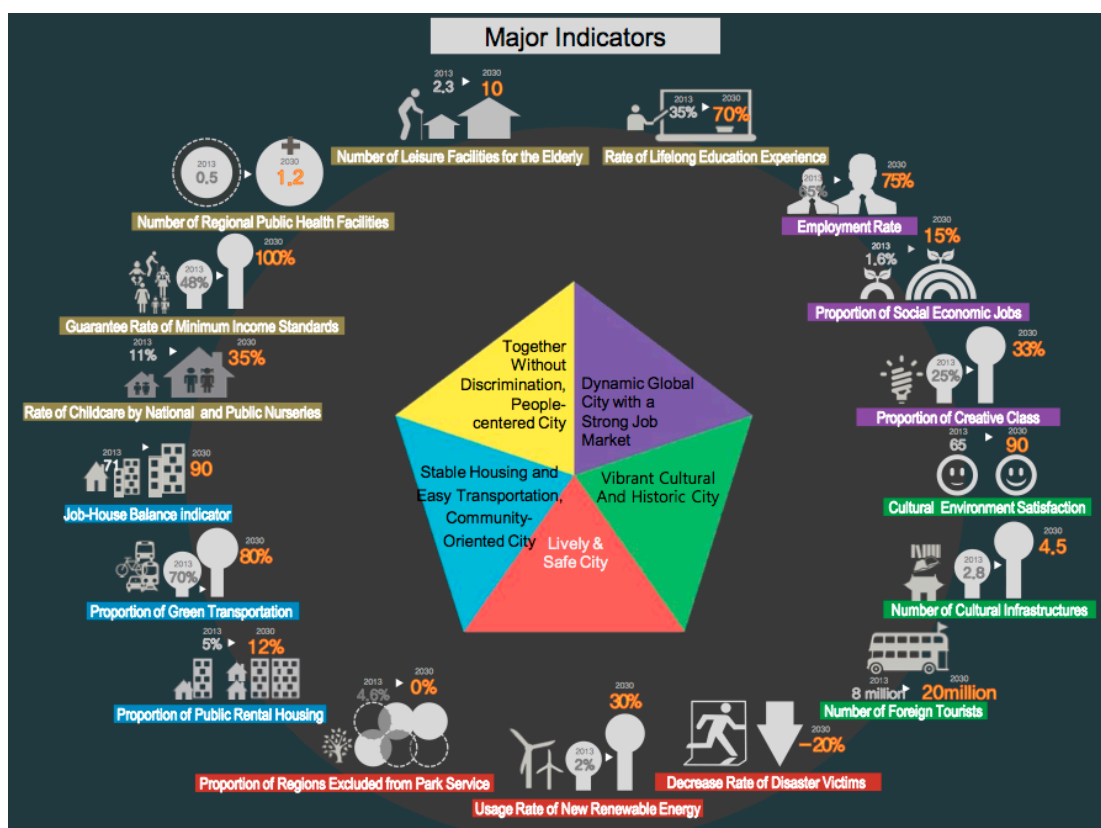 Major Indicators
2013 2030
2.3 10
Number of Leisure Facilities for the Elderly
2013 2030
35% 70%
Rate of Lifelong Education Experience
2013 2030
0.5 1.2
Number of Regional Public Health Facilities
2013 2030
65% 75%
Employment Rate
2013 2030
1.6% 15%
Proportion of Social Economic Jobs
2013 2030
48% 100%
Guarantee Rate of Minimum Income Standards
2013 2030
25% 33%
Proportion of Creative Class
2013 2030
11% 35%
Rate of Childcare by National and Public Nurseries
2013 2030
65 90
Cultural Environment Satisfaction
2013 2030
71 90
Job-House Balance indicator
2013 2030
2.8 4.5
Number of Cultural Infrastructures
2013 2030
70% 80%
Proportion of Green Transportation
2013 2030
8 million 20million
Number of Foreign Tourists
2013 2030
5% 12%
Proportion of Public Rental Housing
2013 2030
4.6% 0%
Proportion of Regions Excluded from Park Service
2013 2030
2% 30%
Usage Rate of New Renewable Energy
2030
-20%
Decrease Rate of Disaster Victims
Together
Without
Discrimination,
People-
centered City
Dynamic Global
City with a
Strong Job
Market
Stable Housing and
Easy Transportation,
Community-
Oriented City
Vibrant Cultural
And Historic City
Lively &
Safe City